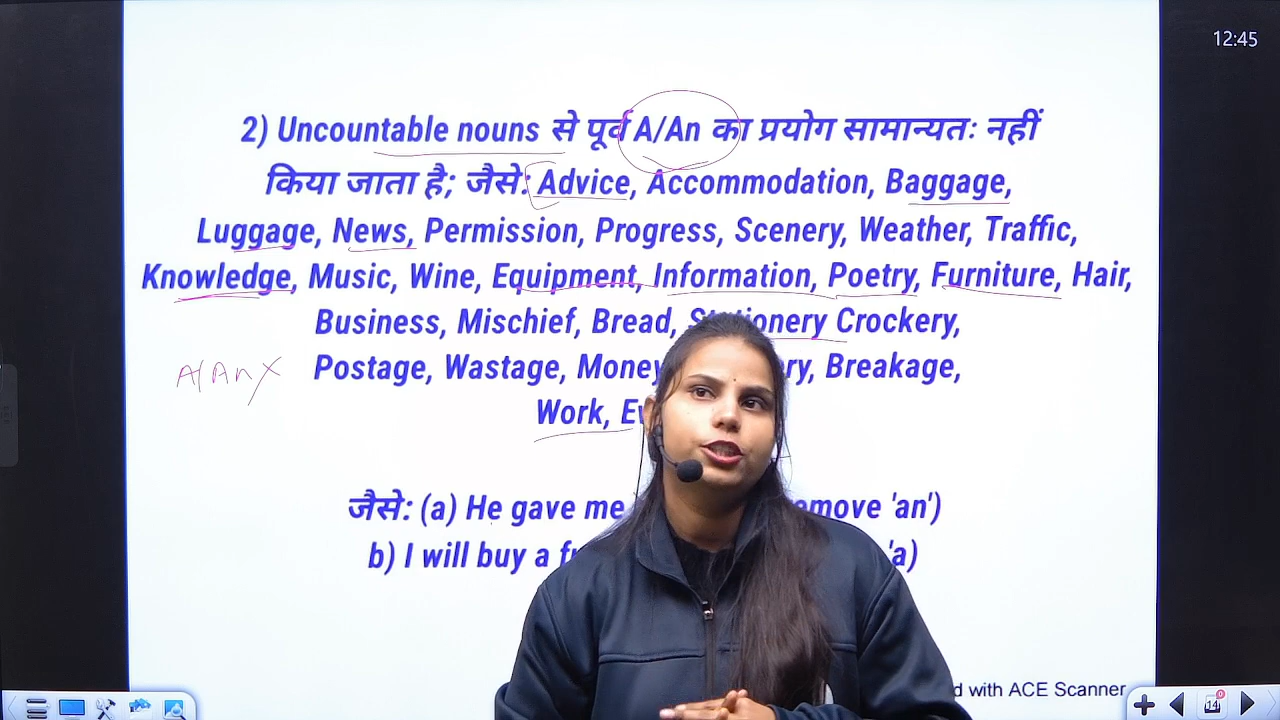 12:45
2) Uncountable nouns से पूर्व A/An का प्रयोग सामान्यतः नहीं
किया जाता है; जैसे: Advice, Accommodation, Baggage,
Luggage, News, Permission, Progress, Scenery, Weather, Traffic,
Knowledge, Music, Wine, Equipment, Information, Poetry, Furniture, Hair,
Business, Mischief, Bread, Stationery Crockery,
A/An X Postage, Wastage, Money Breakage,
Work,
जैसे: (a) He gave me 'an')
b) I will buy a
with ACE Scanner
14